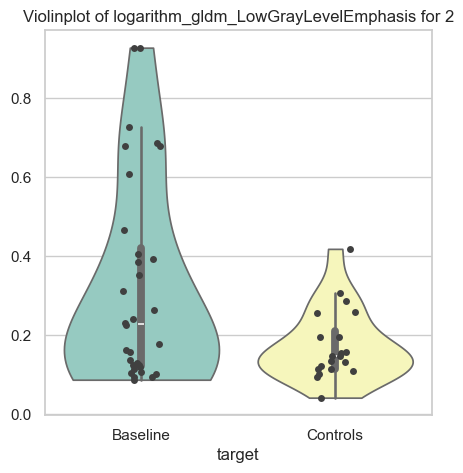 Violinplot of logarithm_gldm_LowGrayLevelEmphasis for 2
0.8
0.6
0.4
0.2
0.0
Baseline Controls
target